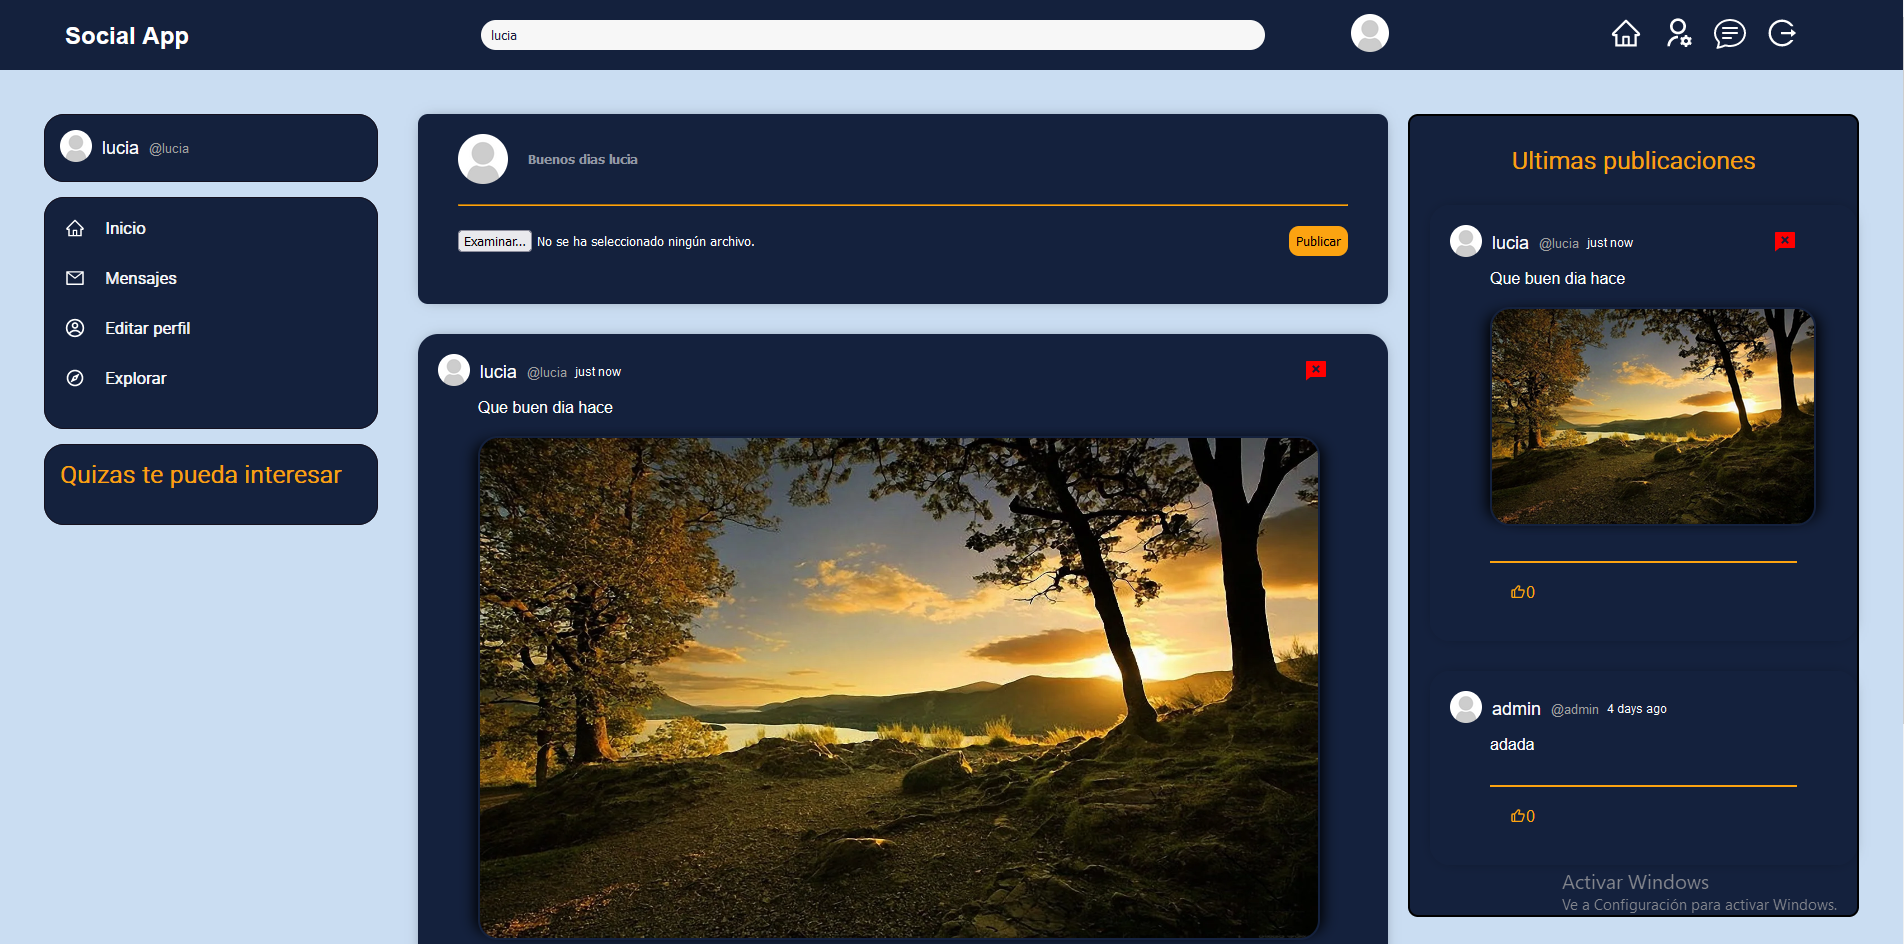 Social App
lucia
lucia @lucia
Inicio
Mensajes
Editar perfil
Explorar
Quizas te pueda interesar
Buenos dias lucia
Examinar... No se ha seleccionado ningún archivo.
Publicar
lucia @lucia just now
Que buen dia hace
Ultimas publicaciones
lucia @lucia just now
Que buen dia hace
0
admin @admin 4 days ago
adada
0
Activar Windows
Ve a Configuración para activar Windows.